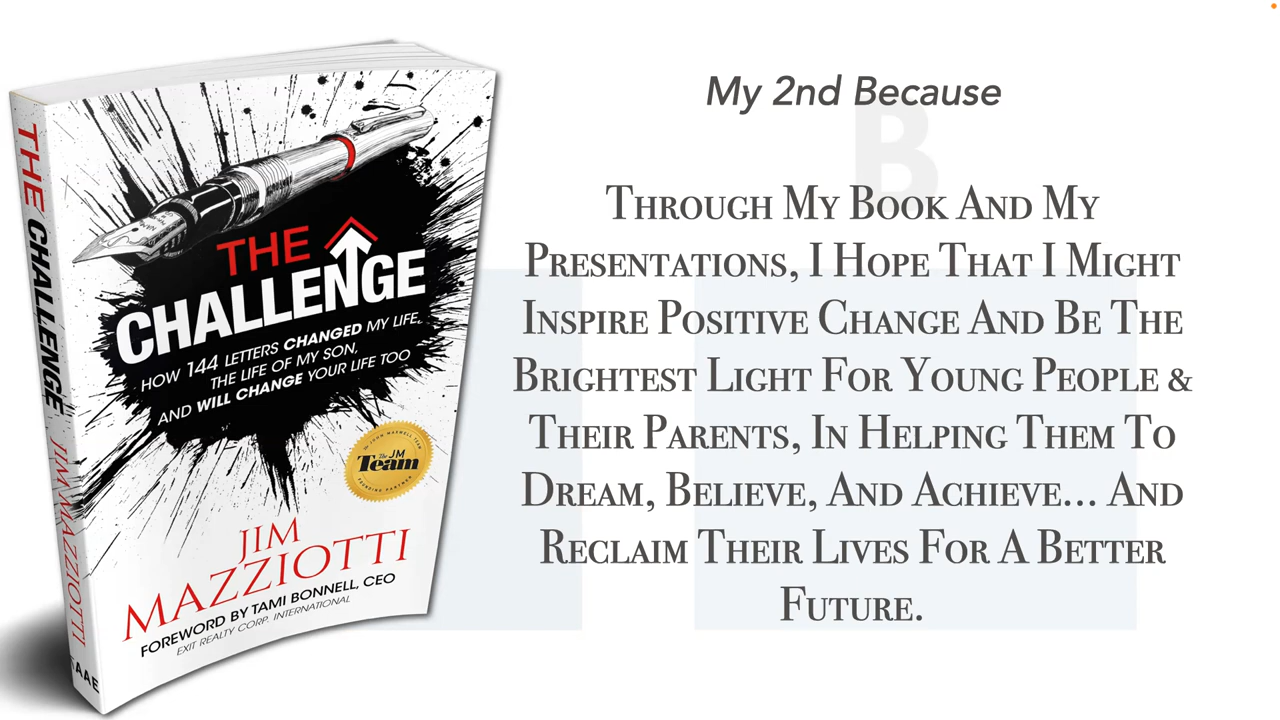 My 2nd Because
B
Through My Book And My
Presentations, I Hope That I Might
Inspire Positive Change And Be The
Brightest Light For Young People &
Their Parents, In Helping Them To
Dream, Believe, And Achieve... And
Reclaim Their Lives For A Better
Future.
THE
CHALLENGE
HOW 144 LETTERS CHANGED MY LIFE,
THE LIFE OF MY SON,
AND WILL CHANGE YOUR LIFE TOO
THE JOHN MAXWELL TEAM
The JM
Team
JIM
MAZZIOTTI
FOREWORD BY TAMI BONNELL, CEO
EXIT REALTY CORP. INTERNATIONAL
THE CHALLENGE JIM MAZZIOTTI